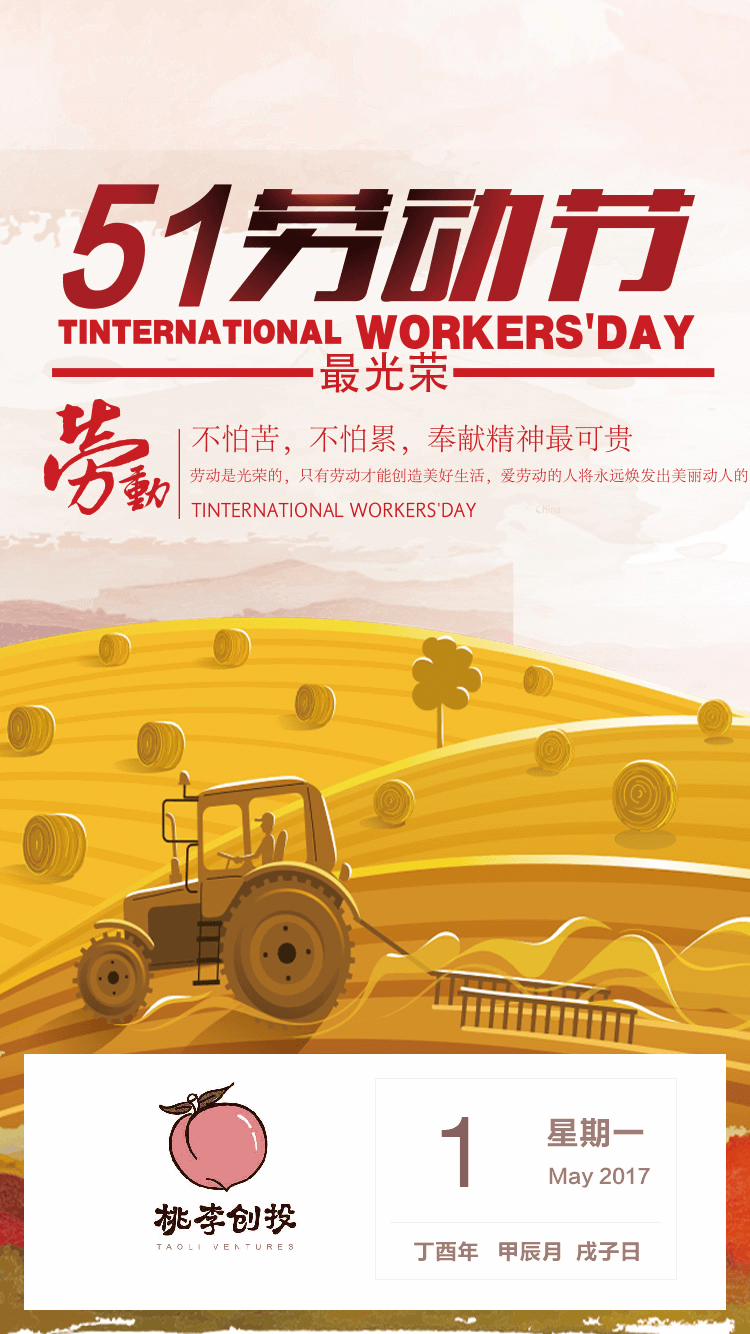 51劳动节
TINTERNATIONAL WORKERS'DAY
最光荣
勞動
不怕苦，不怕累，奉献精神最可贵
劳动是光荣的，只有劳动才能创造美好生活，爱劳动的人将永远焕发出美丽动人的
TINTERNATIONAL WORKERS'DAY
China
桃李创投
TAOLI VENTURES
1
星期一
May 2017
丁酉年 甲辰月 戌子日